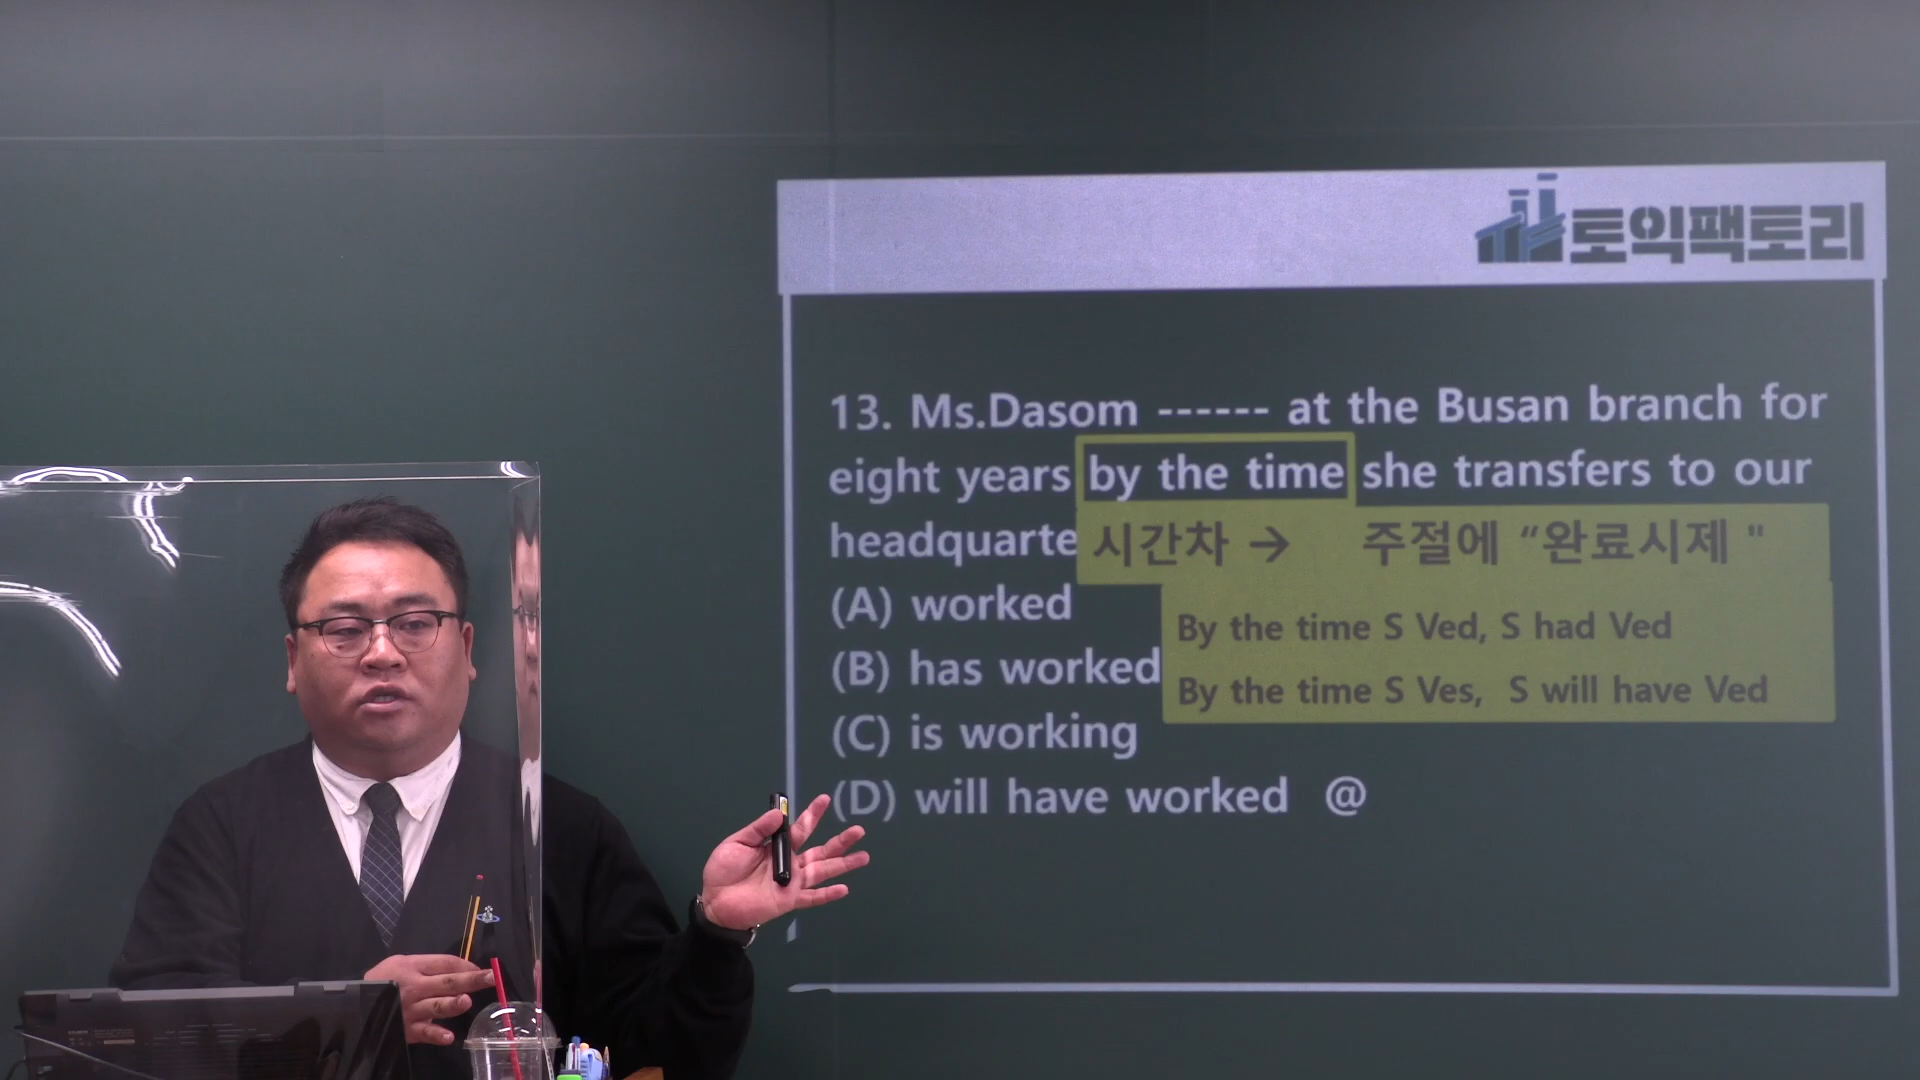 토익팩토리
13. Ms.Dasom ------ at the Busan branch for
eight years by the time she transfers to our
headquarte
시간차 → 주절에 “완료시제 "
(A) worked
By the time S Ved, S had Ved
(B) has worked
By the time S Ves, S will have Ved
(C) is working
(D) will have worked @